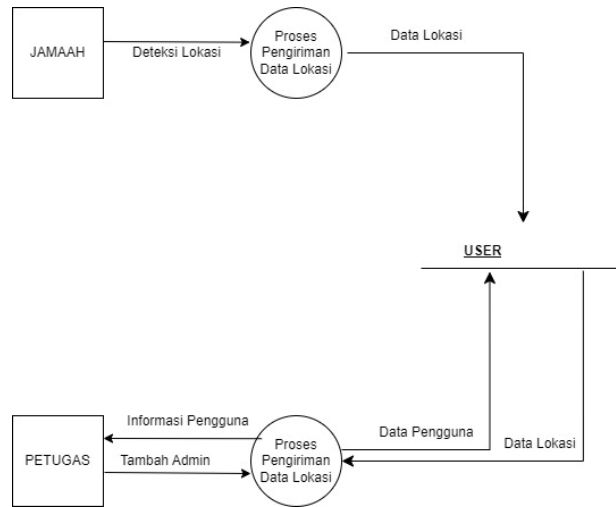 JAMAAH
Deteksi Lokasi
Proses
Pengiriman
Data Lokasi
Data Lokasi
USER
PETUGAS
Informasi Pengguna
Tambah Admin
Proses
Pengiriman
Data Lokasi
Data Pengguna
Data Lokasi